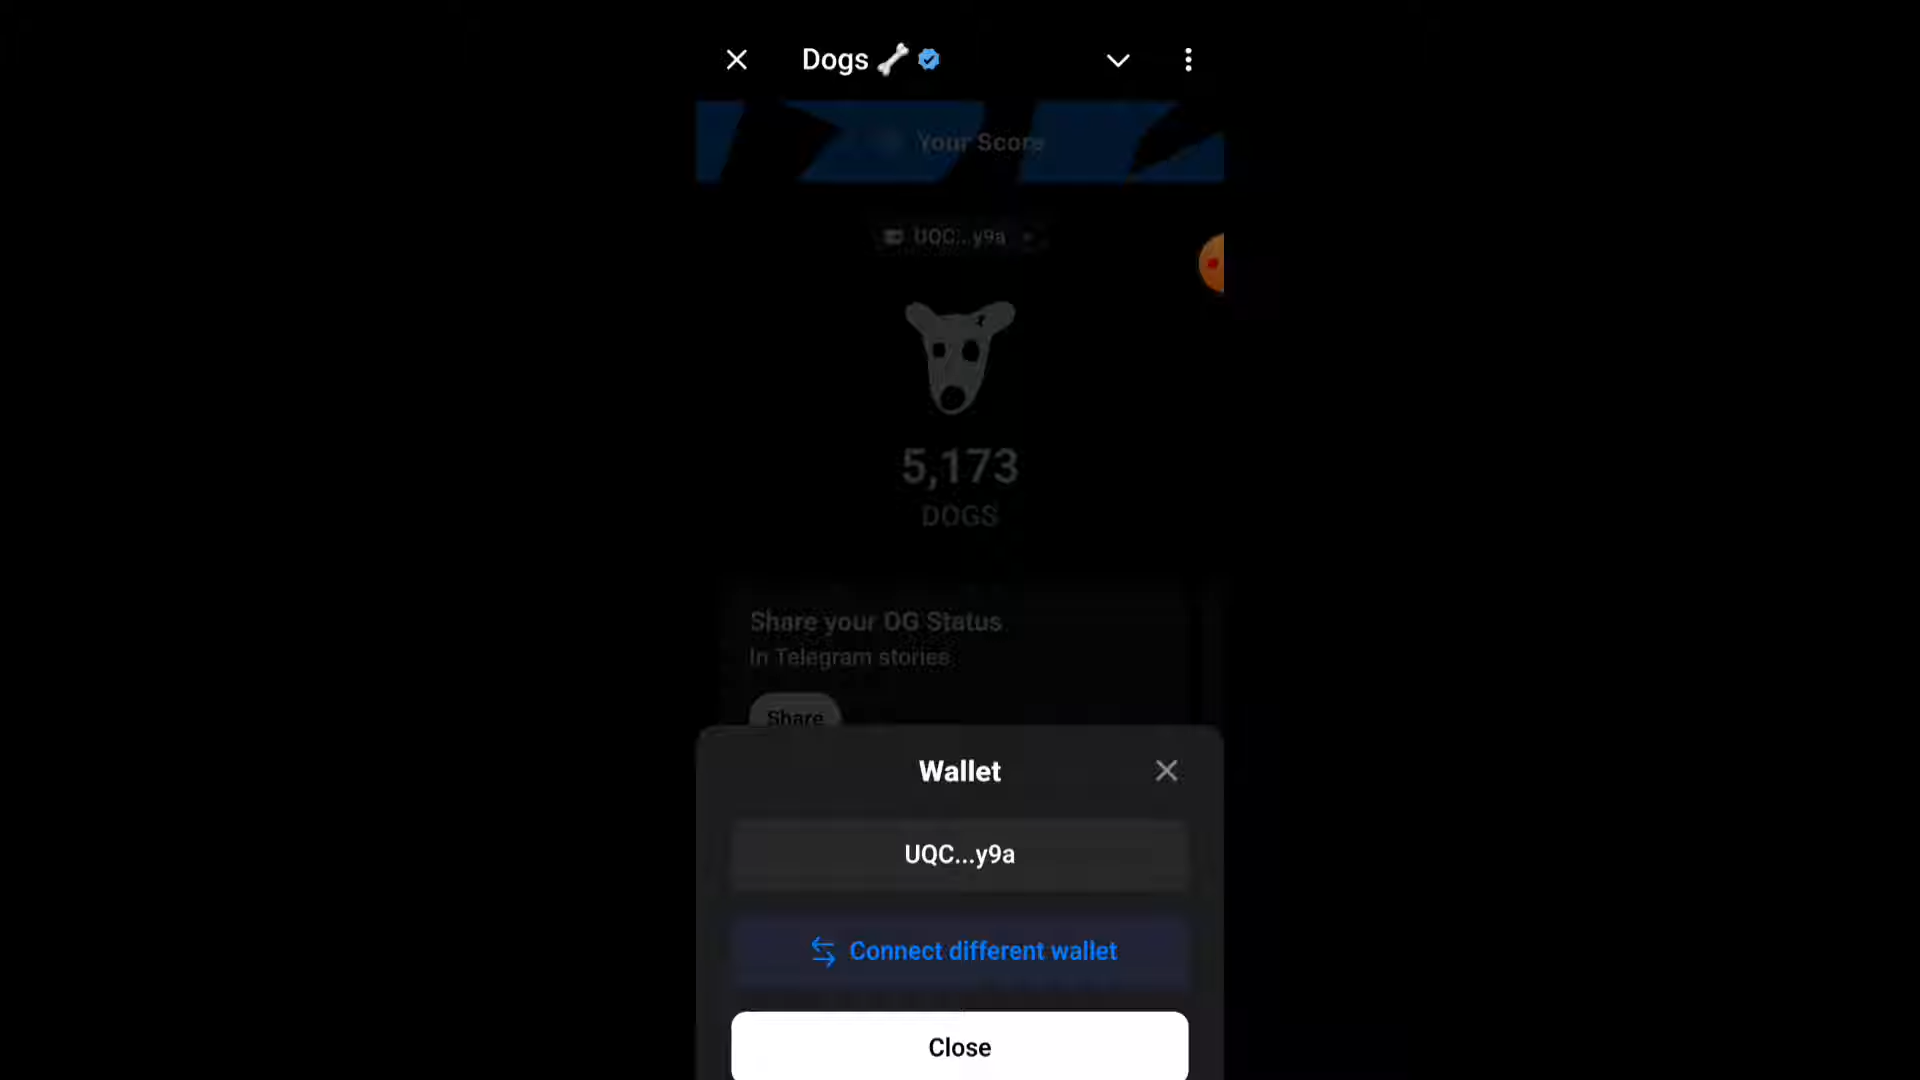 Dogs 🦴
Your Score
UQC...y9a
5,173
DOGS
Share your OG Status
In Telegram stories
Share
Wallet
UQC...y9a
Connect different wallet
Close